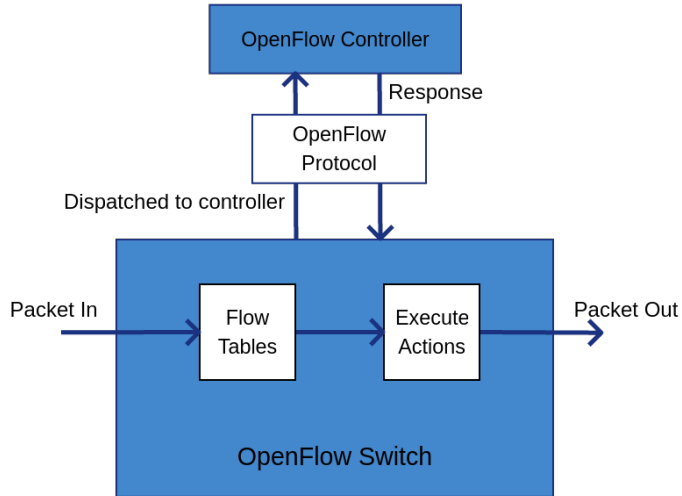 OpenFlow Controller
Response
OpenFlow
Protocol
Dispatched to controller
Packet In
Flow
Tables
Execute
Actions
Packet Out
OpenFlow Switch